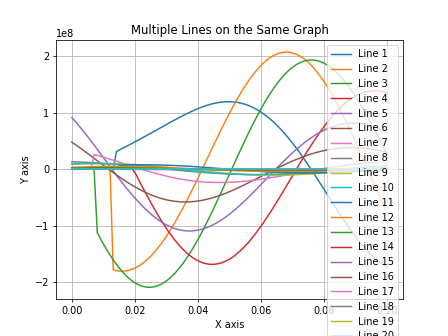 Multiple Lines on the Same Graph
1e8
2
1
0
−1
−2
Y axis
0.00
0.02
0.04
0.06
X axis
Line 1
Line 2
Line 3
Line 4
Line 5
Line 6
Line 7
Line 8
Line 9
Line 10
Line 11
Line 12
Line 13
Line 14
Line 15
Line 16
Line 17
Line 18
Line 19
Line 20